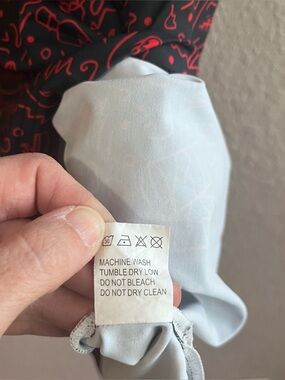 MACHINE WASH
TUMBLE DRY LOW
DO NOT BLEACH
DO NOT DRY CLEAN